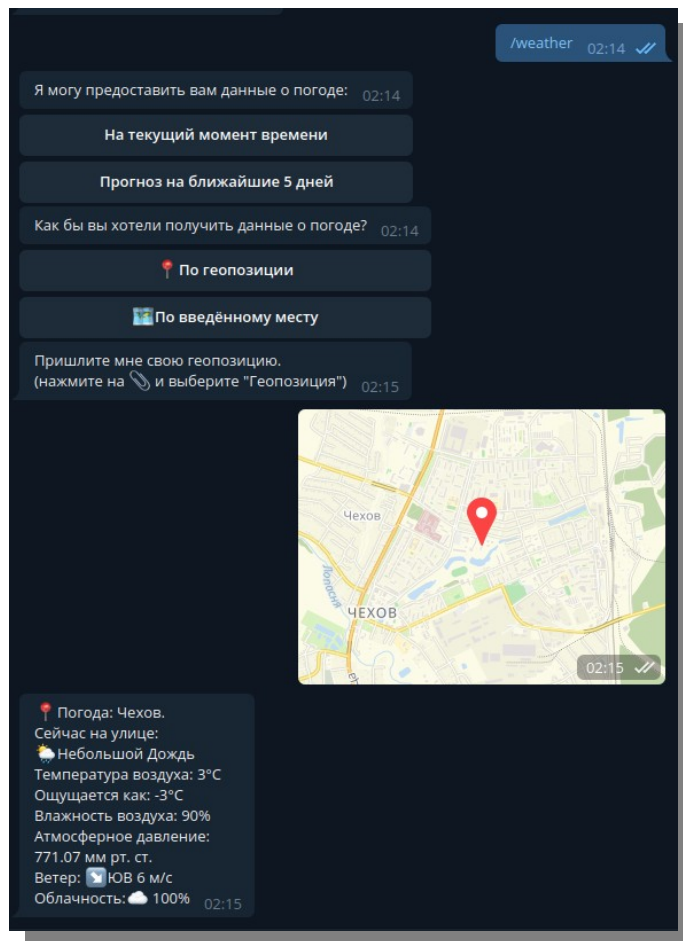 /weather 02:14
Я могу предоставить вам данные о погоде: 02:14
На текущий момент времени
Прогноз на ближайшие 5 дней
Как бы вы хотели получить данные о погоде? 02:14
По геопозиции
По введённому месту
Пришлите мне свою геопозицию.
(нажмите на 📎 и выберите "Геопозиция") 02:15
Чехов
Лопасня
ЧЕХОВ
02:15
Погода: Чехов.
Сейчас на улице:
Небольшой Дождь
Температура воздуха: 3°C
Ощущается как: -3°C
Влажность воздуха: 90%
Атмосферное давление:
771.07 мм рт. ст.
Ветер: ↘ЮВ 6 м/с
Облачность:☁ 100% 02:15